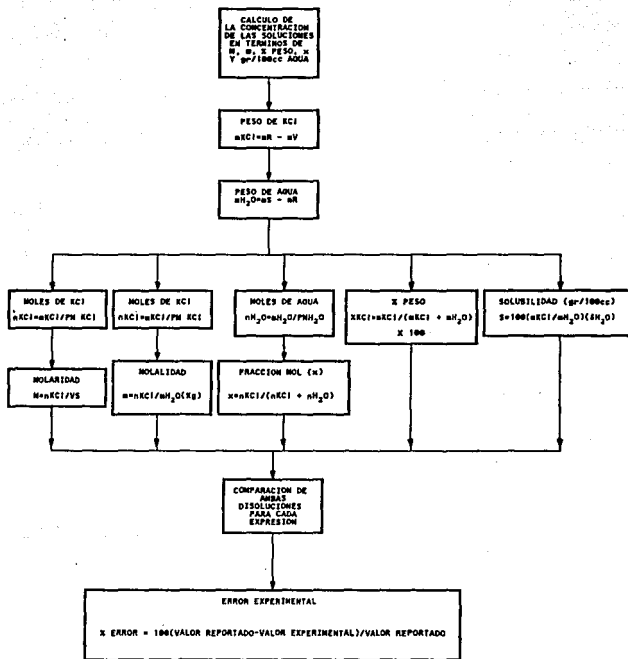 CALCULO DE
LA CONCENTRACION
DE LAS SOLUCIONES
EN TERMINOS DE
M, m, % PESO, x
Y gr/100cc AGUA
PESO DE KCl
mKCl=mR - mV
PESO DE AGUA
mH₂O=mS - mR
MOLES DE KCl
nKCl=mKCl/PM KCl
MOLES DE KCl
nKCl=mKCl/PM KCl
MOLES DE AGUA
nH₂O=mH₂O/PMH₂O
% PESO
%KCl=mKCl/(mKCl + mH₂O)
X 100
SOLUBILIDAD (gr/100cc)
S=100(mKCl/mH₂O)(δH₂O)
MOLARIDAD
M=nKCl/VS
MOLALIDAD
m=nKCl/mH₂O(Kg)
FRACCION MOL (x)
x=nKCl/(nKCl + nH₂O)
COMPARACION DE
AMBAS
DISOLUCIONES
PARA CADA
EXPRESION
ERROR EXPERIMENTAL
% ERROR = 100(VALOR REPORTADO-VALOR EXPERIMENTAL)/VALOR REPORTADO